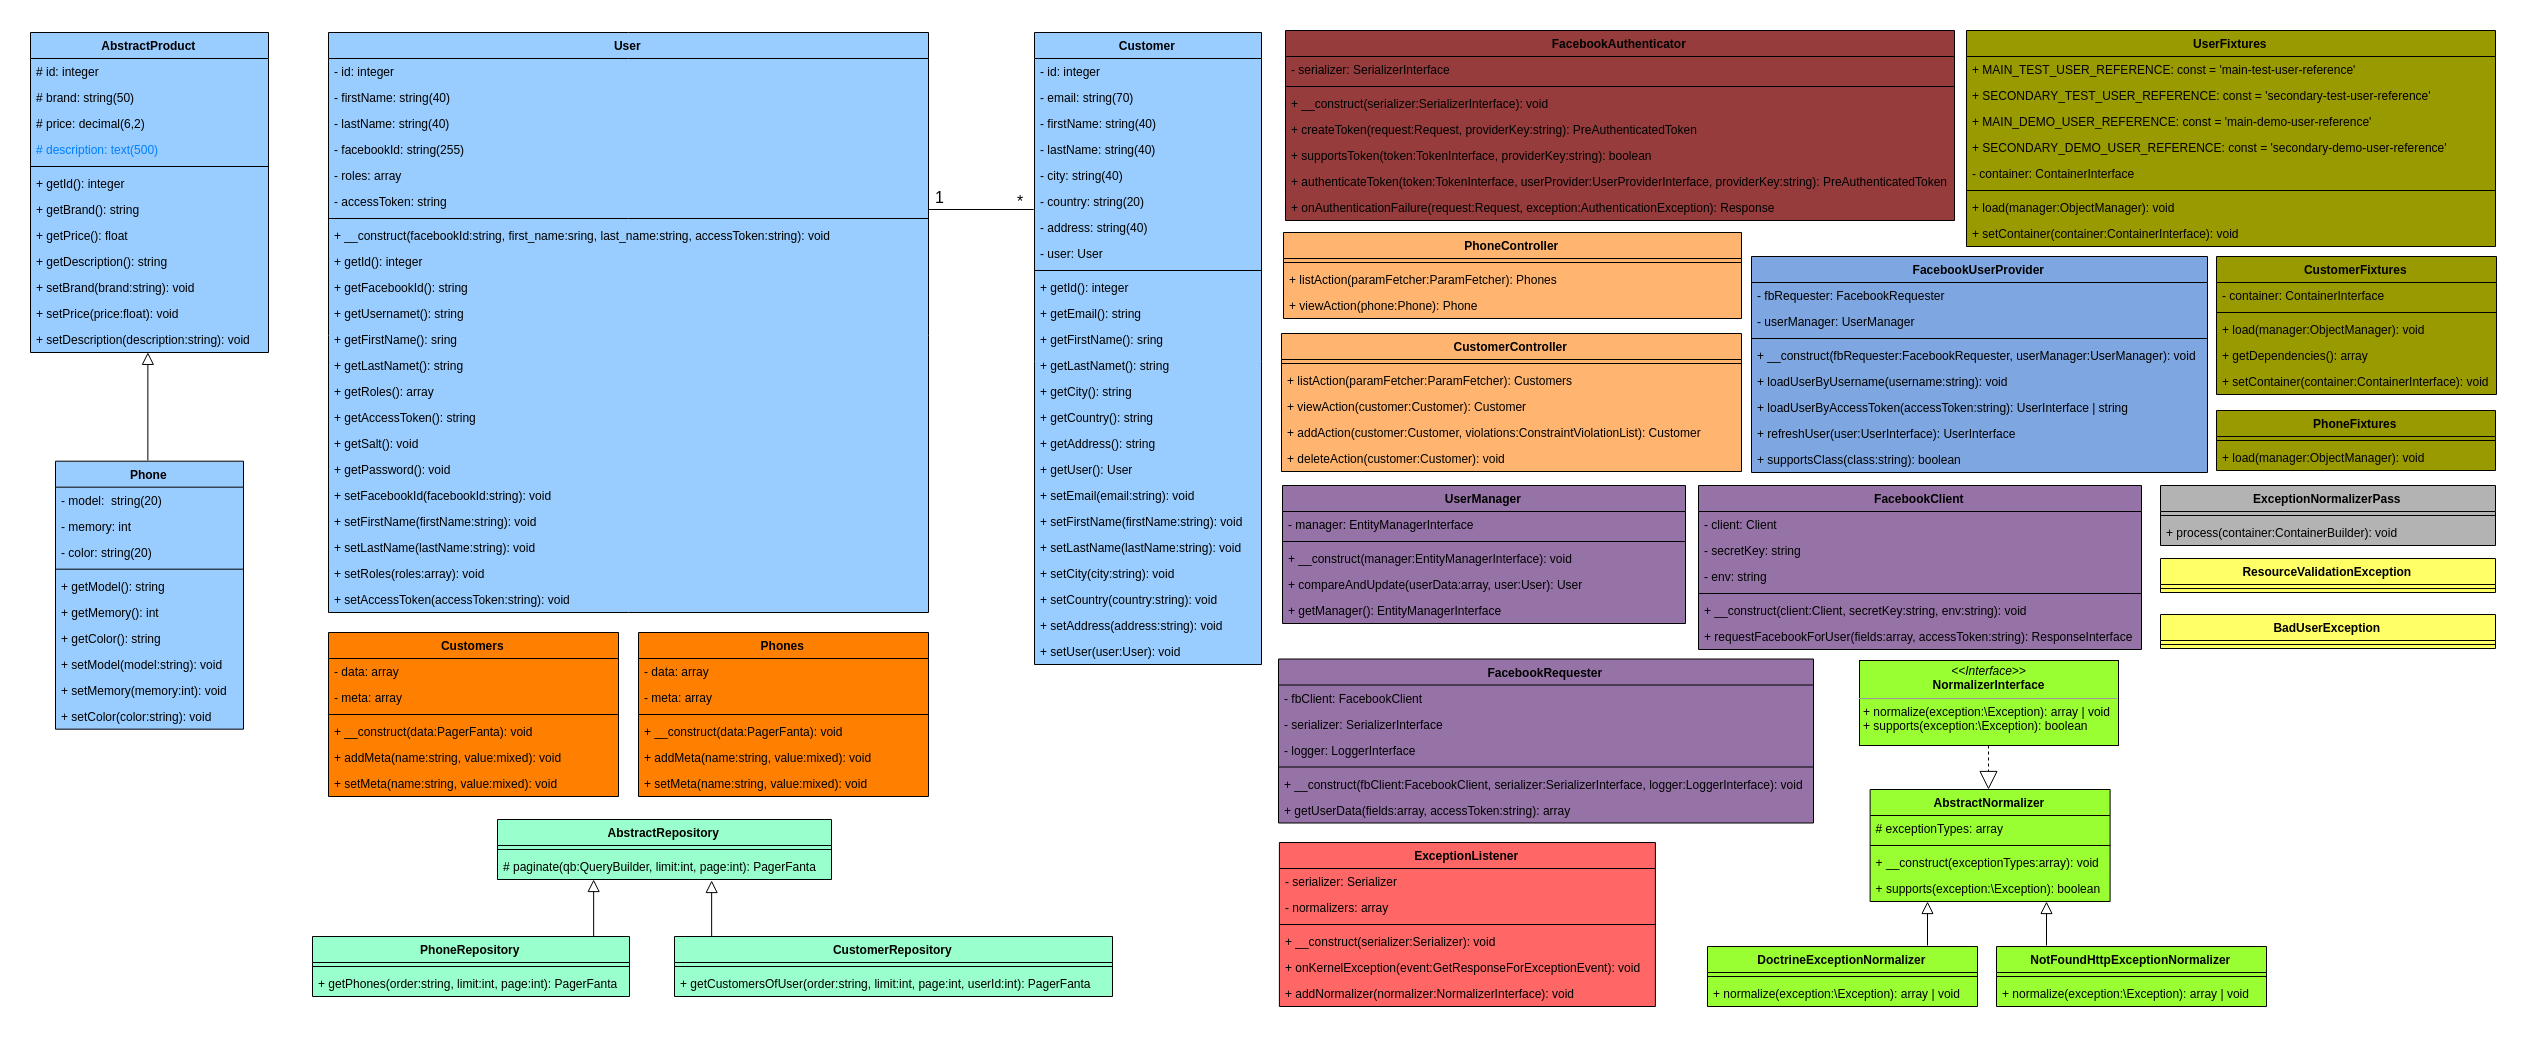 AbstractProduct
# id: integer
# brand: string(50)
# price: decimal(6,2)
# description: text(500)
+ getId(): integer
+ getBrand(): string
+ getPrice(): float
+ getDescription(): string
+ setBrand(brand:string): void
+ setPrice(price:float): void
+ setDescription(description:string): void
Phone
- model:  string(20)
- memory: int
- color: string(20)
+ getModel(): string
+ getMemory(): int
+ getColor(): string
+ setModel(model:string): void
+ setMemory(memory:int): void
+ setColor(color:string): void
User
- id: integer
- firstName: string(40)
- lastName: string(40)
- facebookId: string(255)
- roles: array
- accessToken: string
+ __construct(facebookId:string, first_name:sring, last_name:string, accessToken:string): void
+ getId(): integer
+ getFacebookId(): string
+ getUsernamet(): string
+ getFirstName(): sring
+ getLastNamet(): string
+ getRoles(): array
+ getAccessToken(): string
+ getSalt(): void
+ getPassword(): void
+ setFacebookId(facebookId:string): void
+ setFirstName(firstName:string): void
+ setLastName(lastName:string): void
+ setRoles(roles:array): void
+ setAccessToken(accessToken:string): void
1
*
Customer
- id: integer
- email: string(70)
- firstName: string(40)
- lastName: string(40)
- city: string(40)
- country: string(20)
- address: string(40)
- user: User
+ getId(): integer
+ getEmail(): string
+ getFirstName(): sring
+ getLastNamet(): string
+ getCity(): string
+ getCountry(): string
+ getAddress(): string
+ getUser(): User
+ setEmail(email:string): void
+ setFirstName(firstName:string): void
+ setLastName(lastName:string): void
+ setCity(city:string): void
+ setCountry(country:string): void
+ setAddress(address:string): void
+ setUser(user:User): void
Customers
- data: array
- meta: array
+ __construct(data:PagerFanta): void
+ addMeta(name:string, value:mixed): void
+ setMeta(name:string, value:mixed): void
Phones
- data: array
- meta: array
+ __construct(data:PagerFanta): void
+ addMeta(name:string, value:mixed): void
+ setMeta(name:string, value:mixed): void
AbstractRepository
# paginate(qb:QueryBuilder, limit:int, page:int): PagerFanta
PhoneRepository
+ getPhones(order:string, limit:int, page:int): PagerFanta
CustomerRepository
+ getCustomersOfUser(order:string, limit:int, page:int, userId:int): PagerFanta
FacebookAuthenticator
- serializer: SerializerInterface
+ __construct(serializer:SerializerInterface): void
+ createToken(request:Request, providerKey:string): PreAuthenticatedToken
+ supportsToken(token:TokenInterface, providerKey:string): boolean
+ authenticateToken(token:TokenInterface, userProvider:UserProviderInterface, providerKey:string): PreAuthenticatedToken
+ onAuthenticationFailure(request:Request, exception:AuthenticationException): Response
UserFixtures
+ MAIN_TEST_USER_REFERENCE: const = 'main-test-user-reference'
+ SECONDARY_TEST_USER_REFERENCE: const = 'secondary-test-user-reference'
+ MAIN_DEMO_USER_REFERENCE: const = 'main-demo-user-reference'
+ SECONDARY_DEMO_USER_REFERENCE: const = 'secondary-demo-user-reference'
- container: ContainerInterface
+ load(manager:ObjectManager): void
+ setContainer(container:ContainerInterface): void
PhoneController
+ listAction(paramFetcher:ParamFetcher): Phones
+ viewAction(phone:Phone): Phone
CustomerController
+ listAction(paramFetcher:ParamFetcher): Customers
+ viewAction(customer:Customer): Customer
+ addAction(customer:Customer, violations:ConstraintViolationList): Customer
+ deleteAction(customer:Customer): void
FacebookUserProvider
- fbRequester: FacebookRequester
- userManager: UserManager
+ __construct(fbRequester:FacebookRequester, userManager:UserManager): void
+ loadUserByUsername(username:string): void
+ loadUserByAccessToken(accessToken:string): UserInterface | string
+ refreshUser(user:UserInterface): UserInterface
+ supportsClass(class:string): boolean
CustomerFixtures
- container: ContainerInterface
+ load(manager:ObjectManager): void
+ getDependencies(): array
+ setContainer(container:ContainerInterface): void
PhoneFixtures
+ load(manager:ObjectManager): void
UserManager
- manager: EntityManagerInterface
+ __construct(manager:EntityManagerInterface): void
+ compareAndUpdate(userData:array, user:User): User
+ getManager(): EntityManagerInterface
FacebookClient
- client: Client
- secretKey: string
- env: string
+ __construct(client:Client, secretKey:string, env:string): void
+ requestFacebookForUser(fields:array, accessToken:string): ResponseInterface
ExceptionNormalizerPass
+ process(container:ContainerBuilder): void
ResourceValidationException
BadUserException
FacebookRequester
- fbClient: FacebookClient
- serializer: SerializerInterface
- logger: LoggerInterface
+ __construct(fbClient:FacebookClient, serializer:SerializerInterface, logger:LoggerInterface): void
+ getUserData(fields:array, accessToken:string): array
<<Interface>>
NormalizerInterface
+ normalize(exception:\Exception): array | void
+ supports(exception:\Exception): boolean
AbstractNormalizer
# exceptionTypes: array
+ __construct(exceptionTypes:array): void
+ supports(exception:\Exception): boolean
ExceptionListener
- serializer: Serializer
- normalizers: array
+ __construct(serializer:Serializer): void
+ onKernelException(event:GetResponseForExceptionEvent): void
+ addNormalizer(normalizer:NormalizerInterface): void
DoctrineExceptionNormalizer
+ normalize(exception:\Exception): array | void
NotFoundHttpExceptionNormalizer
+ normalize(exception:\Exception): array | void